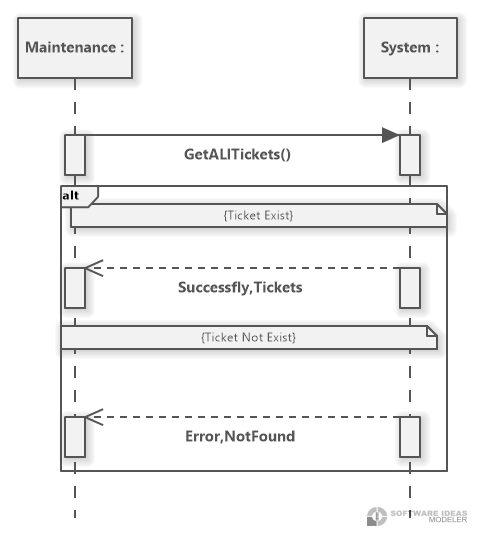 Maintenance :
System :
GetALlTickets()
alt
{Ticket Exist}
Successfly,Tickets
{Ticket Not Exist}
Error,NotFound
SOFTWARE IDEAS
MODELER